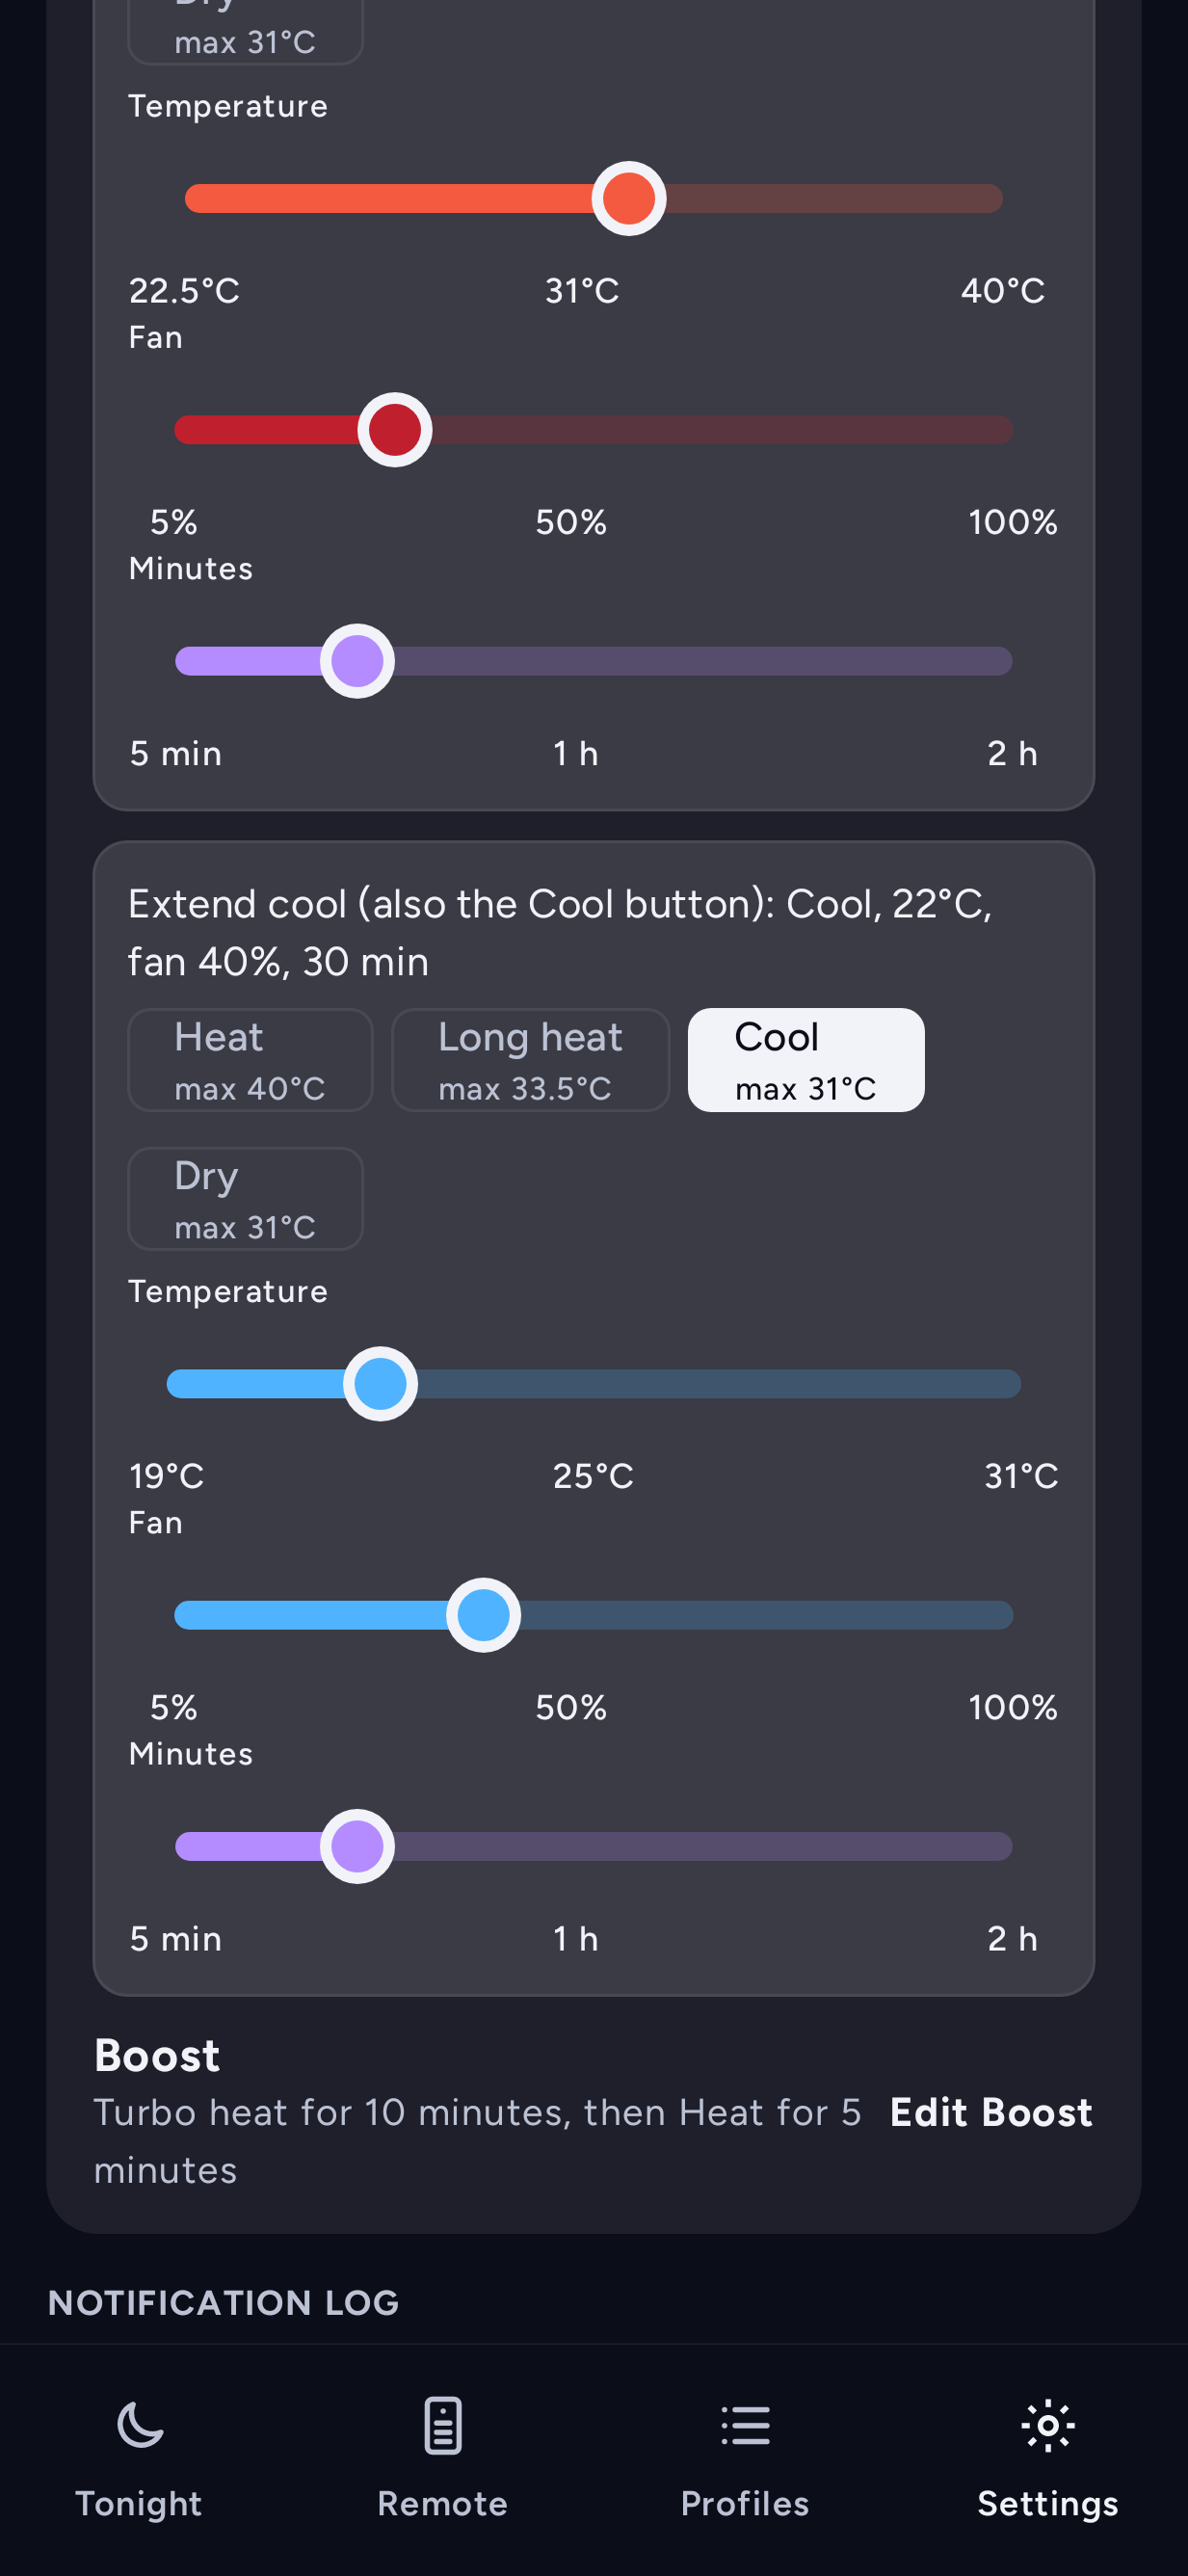 Dry
max 31°C
Temperature
22.5°C 31°C 40°C
Fan
5% 50% 100%
Minutes
5 min 1 h 2 h
Extend cool (also the Cool button): Cool, 22°C,
fan 40%, 30 min
Heat Long heat Cool
max 40°C max 33.5°C max 31°C
Dry
max 31°C
Temperature
19°C 25°C 31°C
Fan
5% 50% 100%
Minutes
5 min 1 h 2 h
Boost
Turbo heat for 10 minutes, then Heat for 5 Edit Boost
minutes
NOTIFICATION LOG
Tonight Remote Profiles Settings